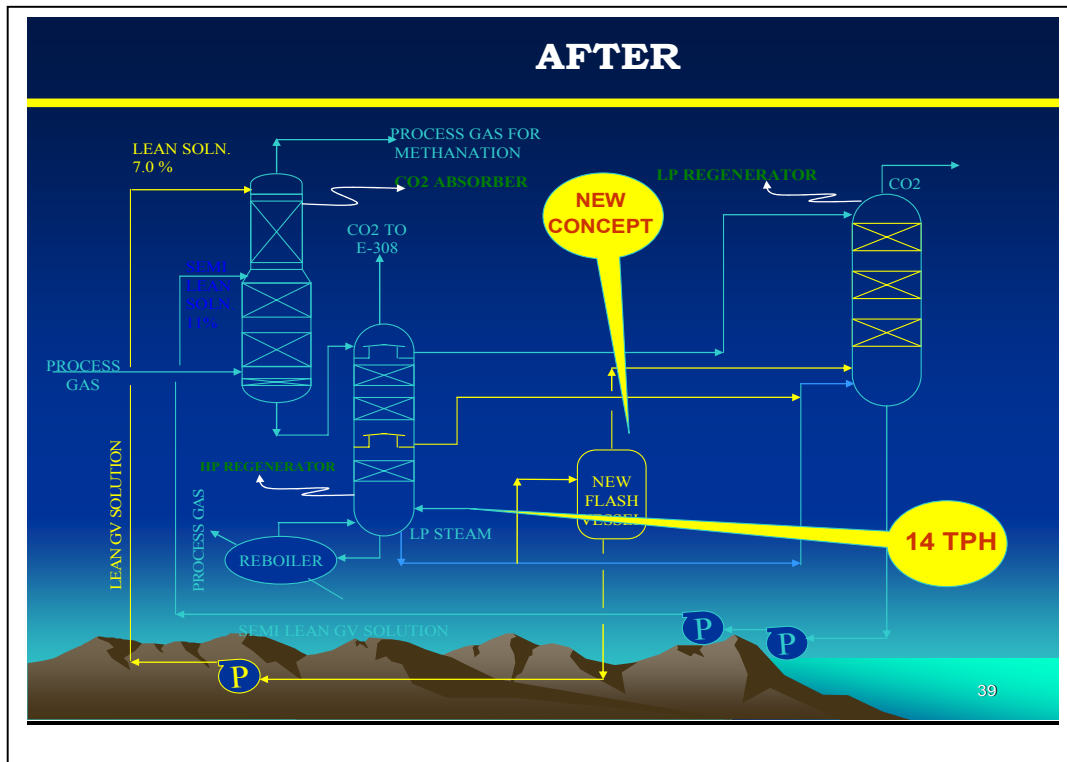 AFTER
PROCESS GAS FOR
METHANATION
LEAN SOLN.
7.0 %
CO2 ABSORBER
LP REGENERATOR
CO2
NEW
CONCEPT
CO2 TO
E-308
SEMI
LEAN
SOLN.
11%
PROCESS
GAS
HP REGENERATOR
NEW
FLASH
VESSEL
LEAN GV SOLUTION
PROCESS GAS
LP STEAM
14 TPH
REBOILER
SEMI LEAN GV SOLUTION
P
P
P
39